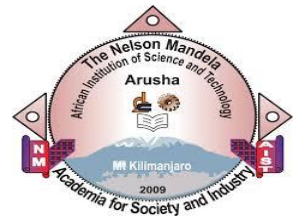 The Nelson Mandela
African Institution of Science and Technology
Arusha
NM
AIST
Mt Kilimanjaro
2009
Academia for Society and Industry